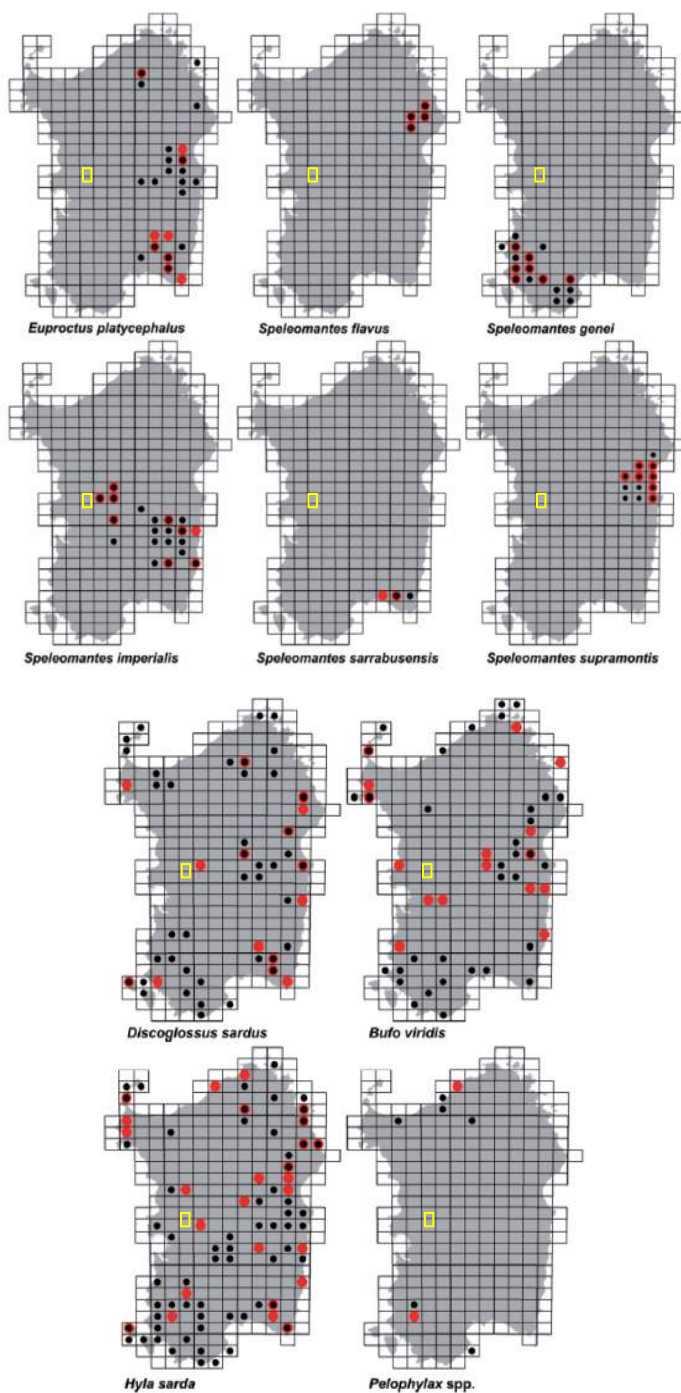 Euproctus platycephalus
Speleomantes flavus
Speleomantes genei
Speleomantes imperialis
Speleomantes sarrabusensis
Speleomantes supramontis
Discoglossus sardus
Bufo viridis
Hyla sarda
Pelophylax spp.